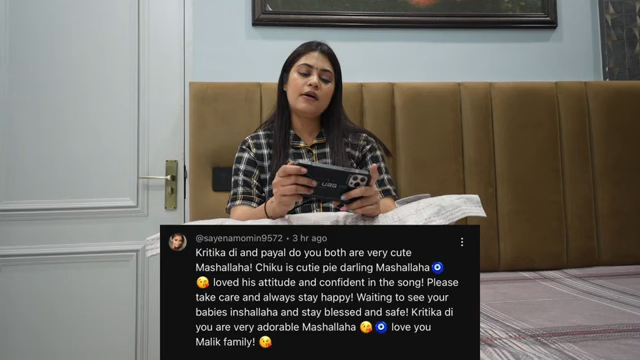 @sayenamomin9572 • 3 hr ago
Kritika di and payal do you both are very cute
Mashallaha! Chiku is cutie pie darling Mashallaha🧿
😘 loved his attitude and confident in the song! Please
take care and always stay happy! Waiting to see your
babies inshallaha and stay blessed and safe! Kritika di
you are very adorable Mashallaha 😘🧿 love you
Malik family! 😘